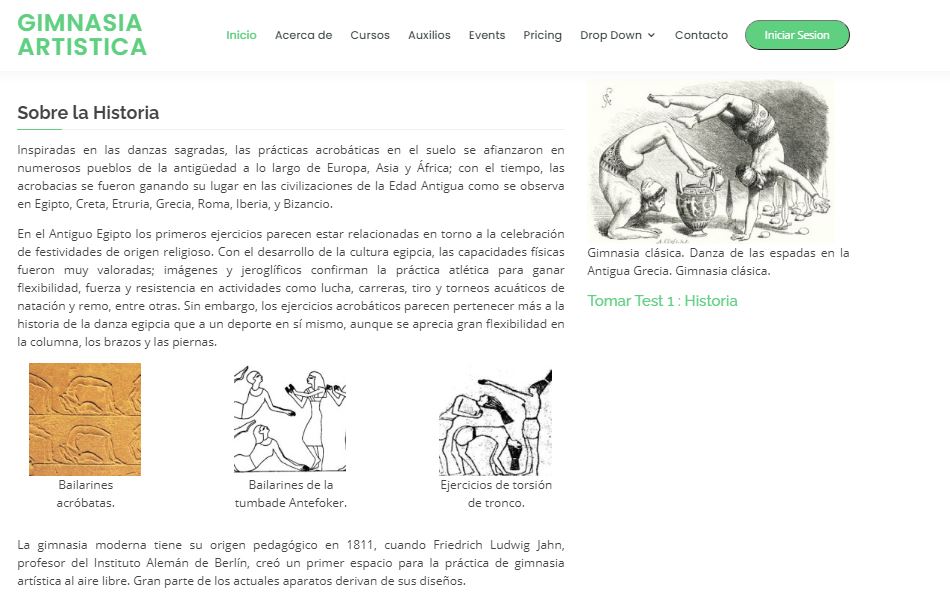 GIMNASIA
ARTISTICA
Inicio Acerca de Cursos Auxilios Events Pricing Drop Down Contacto Iniciar Sesion
Sobre la Historia
Inspiradas en las danzas sagradas, las prácticas acrobáticas en el suelo se afianzaron en
numerosos pueblos de la antigüedad a lo largo de Europa, Asia y África; con el tiempo, las
acrobacias se fueron ganando su lugar en las civilizaciones de la Edad Antigua como se observa
en Egipto, Creta, Etruria, Grecia, Roma, Iberia, y Bizancio.
En el Antiguo Egipto los primeros ejercicios parecen estar relacionadas en torno a la celebración
de festividades de origen religioso. Con el desarrollo de la cultura egipcia, las capacidades físicas
fueron muy valoradas; imágenes y jeroglíficos confirman la práctica atlética para ganar
flexibilidad, fuerza y resistencia en actividades como lucha, carreras, tiro y torneos acuáticos de
natación y remo, entre otras. Sin embargo, los ejercicios acrobáticos parecen pertenecer más a la
historia de la danza egipcia que a un deporte en sí mismo, aunque se aprecia gran flexibilidad en
la columna, los brazos y las piernas.
Bailarines
acróbatas.
Bailarines de la
tumbade Antefoker.
Ejercicios de torsión
de tronco.
La gimnasia moderna tiene su origen pedagógico en 1811, cuando Friedrich Ludwig Jahn,
profesor del Instituto Alemán de Berlín, creó un primer espacio para la práctica de gimnasia
artística al aire libre. Gran parte de los actuales aparatos derivan de sus diseños.
Gimnasia clásica. Danza de las espadas en la
Antigua Grecia. Gimnasia clásica.
Tomar Test 1 : Historia